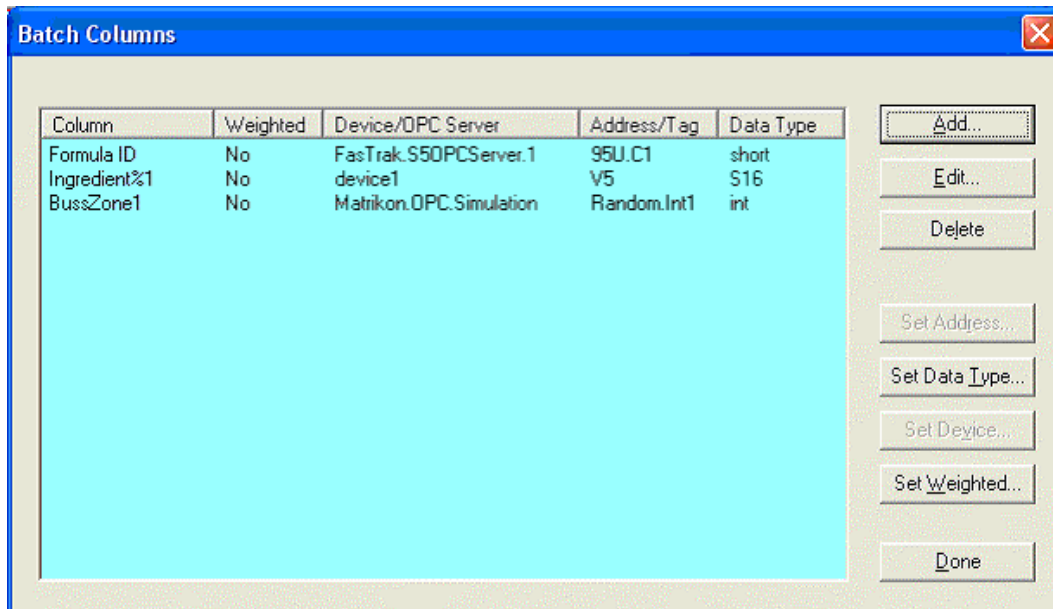 Batch Columns
Column Weighted Device/OPC Server Address/Tag Data Type
Formula ID No FasTrak.S5OPCServer.1 95U.C1 short
Ingredient%1 No device1 V5 S16
BussZone1 No Matrikon.OPC.Simulation Random.Int1 int
Add...
Edit...
Delete
Set Address...
Set Data Type...
Set Device...
Set Weighted...
Done